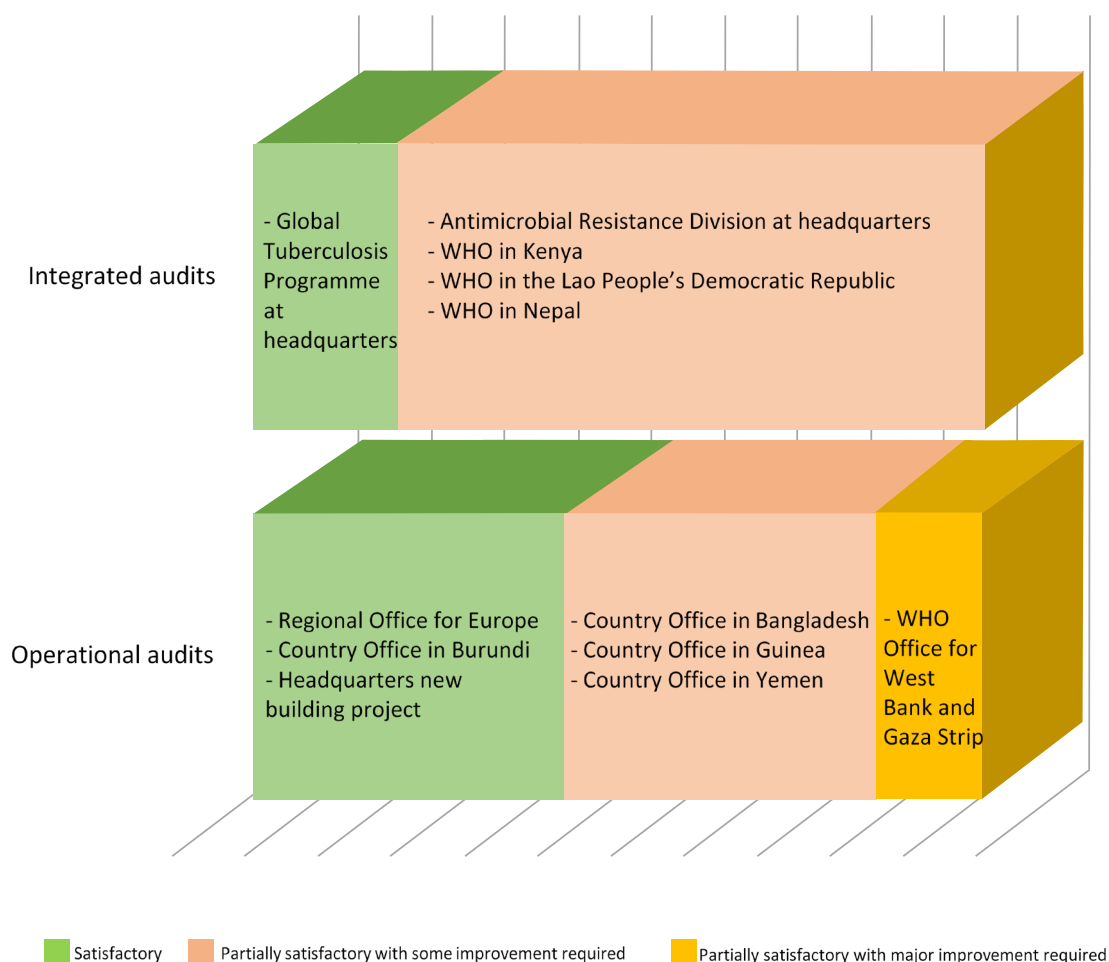 Integrated audits
- Global
Tuberculosis
Programme
at
headquarters
- Antimicrobial Resistance Division at headquarters
- WHO in Kenya
- WHO in the Lao People’s Democratic Republic
- WHO in Nepal
Operational audits
- Regional Office for Europe
- Country Office in Burundi
- Headquarters new
building project
- Country Office in Bangladesh
- Country Office in Guinea
- Country Office in Yemen
- WHO
Office for
West
Bank and
Gaza Strip
Satisfactory
Partially satisfactory with some improvement required
Partially satisfactory with major improvement required